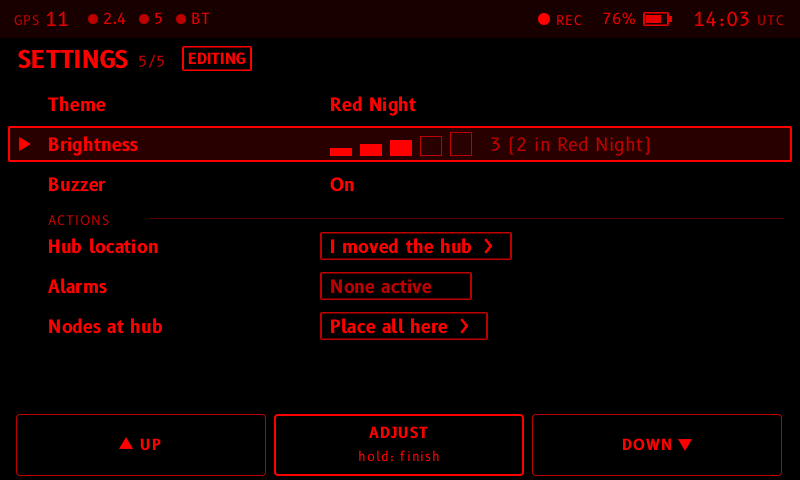 GPS 11 2.4 5 BT REC 76% 14:03 UTC
SETTINGS 5/5 EDITING
Theme Red Night
Brightness 3 (2 in Red Night)
Buzzer On
ACTIONS
Hub location I moved the hub >
Alarms None active
Nodes at hub Place all here >
▲ UP
ADJUST
hold: finish
DOWN ▼